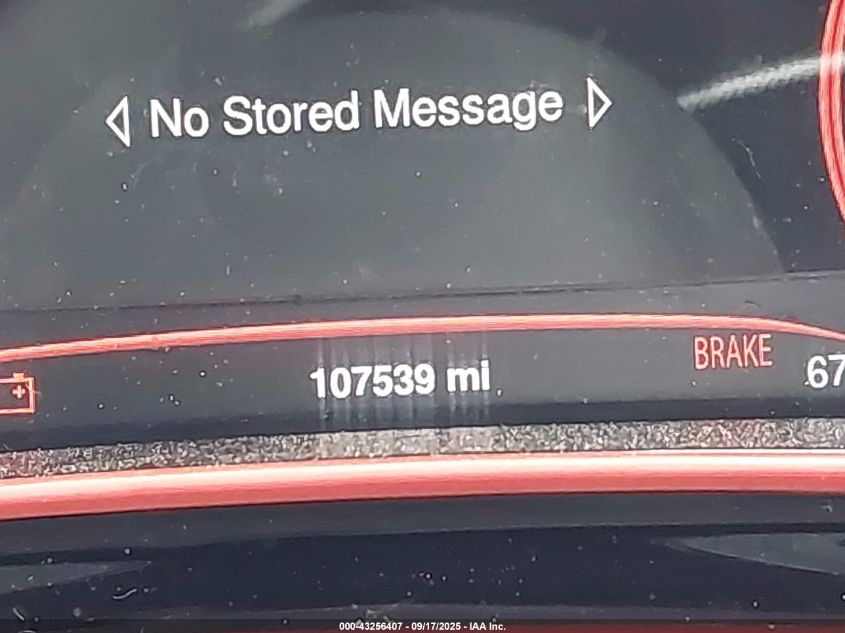 No Stored Message
107539 mi
BRAKE
67
000-43256407 - 09/17/2025 - IAA Inc.